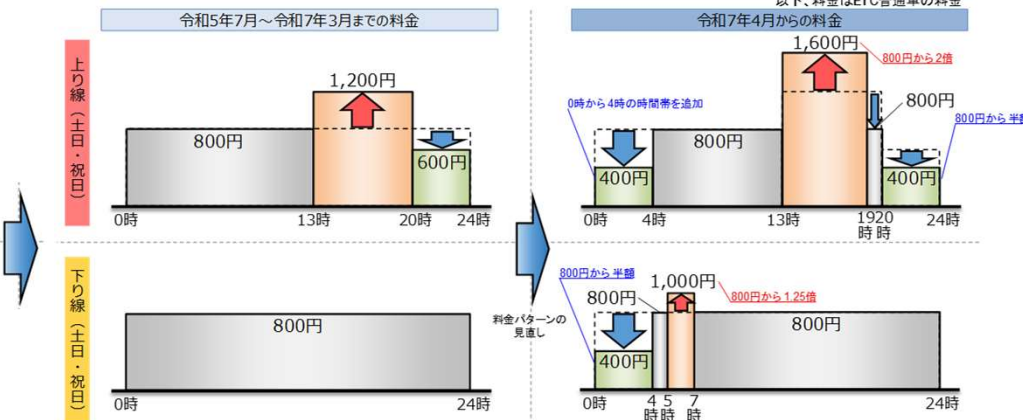 以下、料金はETC普通車の料金
令和5年7月～令和7年3月までの料金
令和7年4月からの料金
上り線（土日・祝日）
800円
1,200円
600円
0時
13時
20時
24時
0時から4時の時間帯を追加
400円
800円
1,600円
800円から2倍
800円
800円から半
400円
0時
4時
13時
19時
20時
24時
下り線（土日・祝日）
800円
0時
24時
料金パターンの
見直し
800円から半額
400円
800円
1,000円
800円から1.25倍
800円
0時
4時
5時
7時
24時